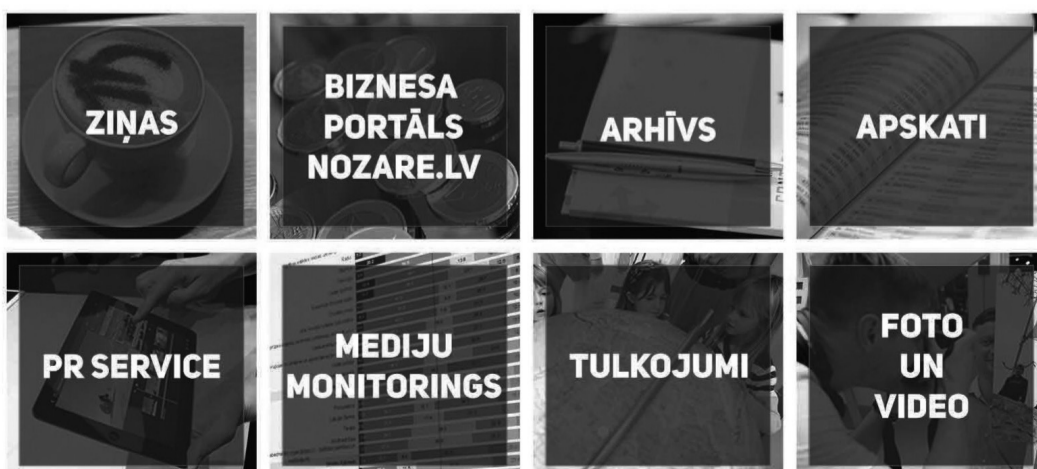 ZIŅAS
BIZNESA
PORTĀLS
NOZARE.LV
ARHĪVS
APSKATI
PR SERVICE
MEDIJU
MONITORINGS
TULKOJUMI
FOTO
UN
VIDEO